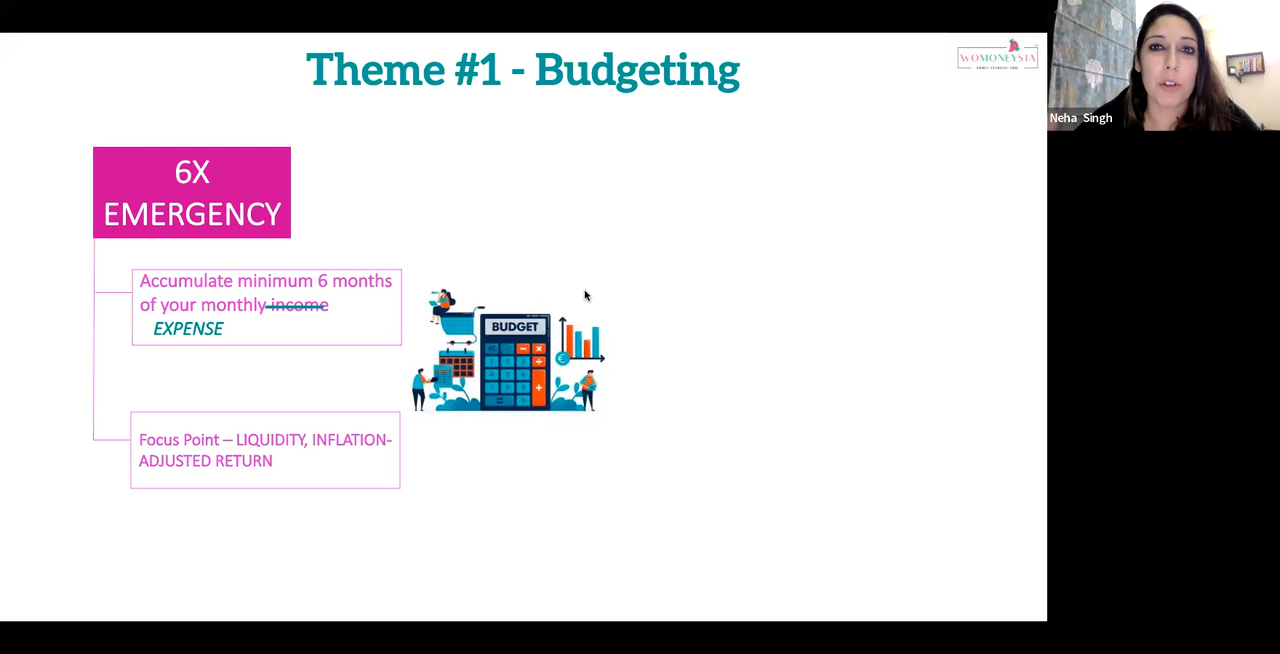 Theme #1 - Budgeting
WOMONEYSTA
Neha Singh
6X
EMERGENCY
Accumulate minimum 6 months
of your monthly income
EXPENSE
BUDGET
Focus Point – LIQUIDITY, INFLATION-
ADJUSTED RETURN